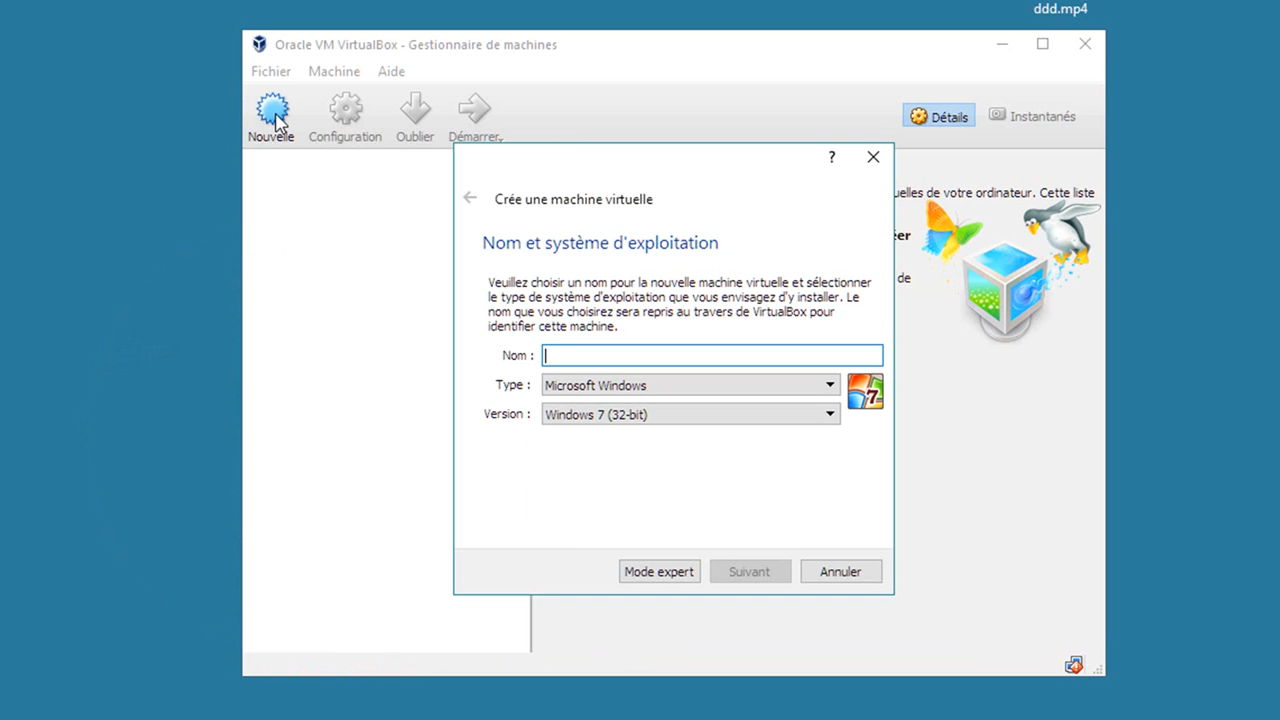 ddd.mp4
Oracle VM VirtualBox - Gestionnaire de machines
Fichier Machine Aide
Nouvelle Configuration Oublier Démarrer
Détails Instantanés
uelles de votre ordinateur. Cette liste
éer
de
Crée une machine virtuelle
Nom et système d'exploitation
Veuillez choisir un nom pour la nouvelle machine virtuelle et sélectionner
le type de système d'exploitation que vous envisagez d'y installer. Le
nom que vous choisirez sera repris au travers de VirtualBox pour
identifier cette machine.
Nom :
Type : Microsoft Windows
7
Version : Windows 7 (32-bit)
Mode expert Suivant Annuler